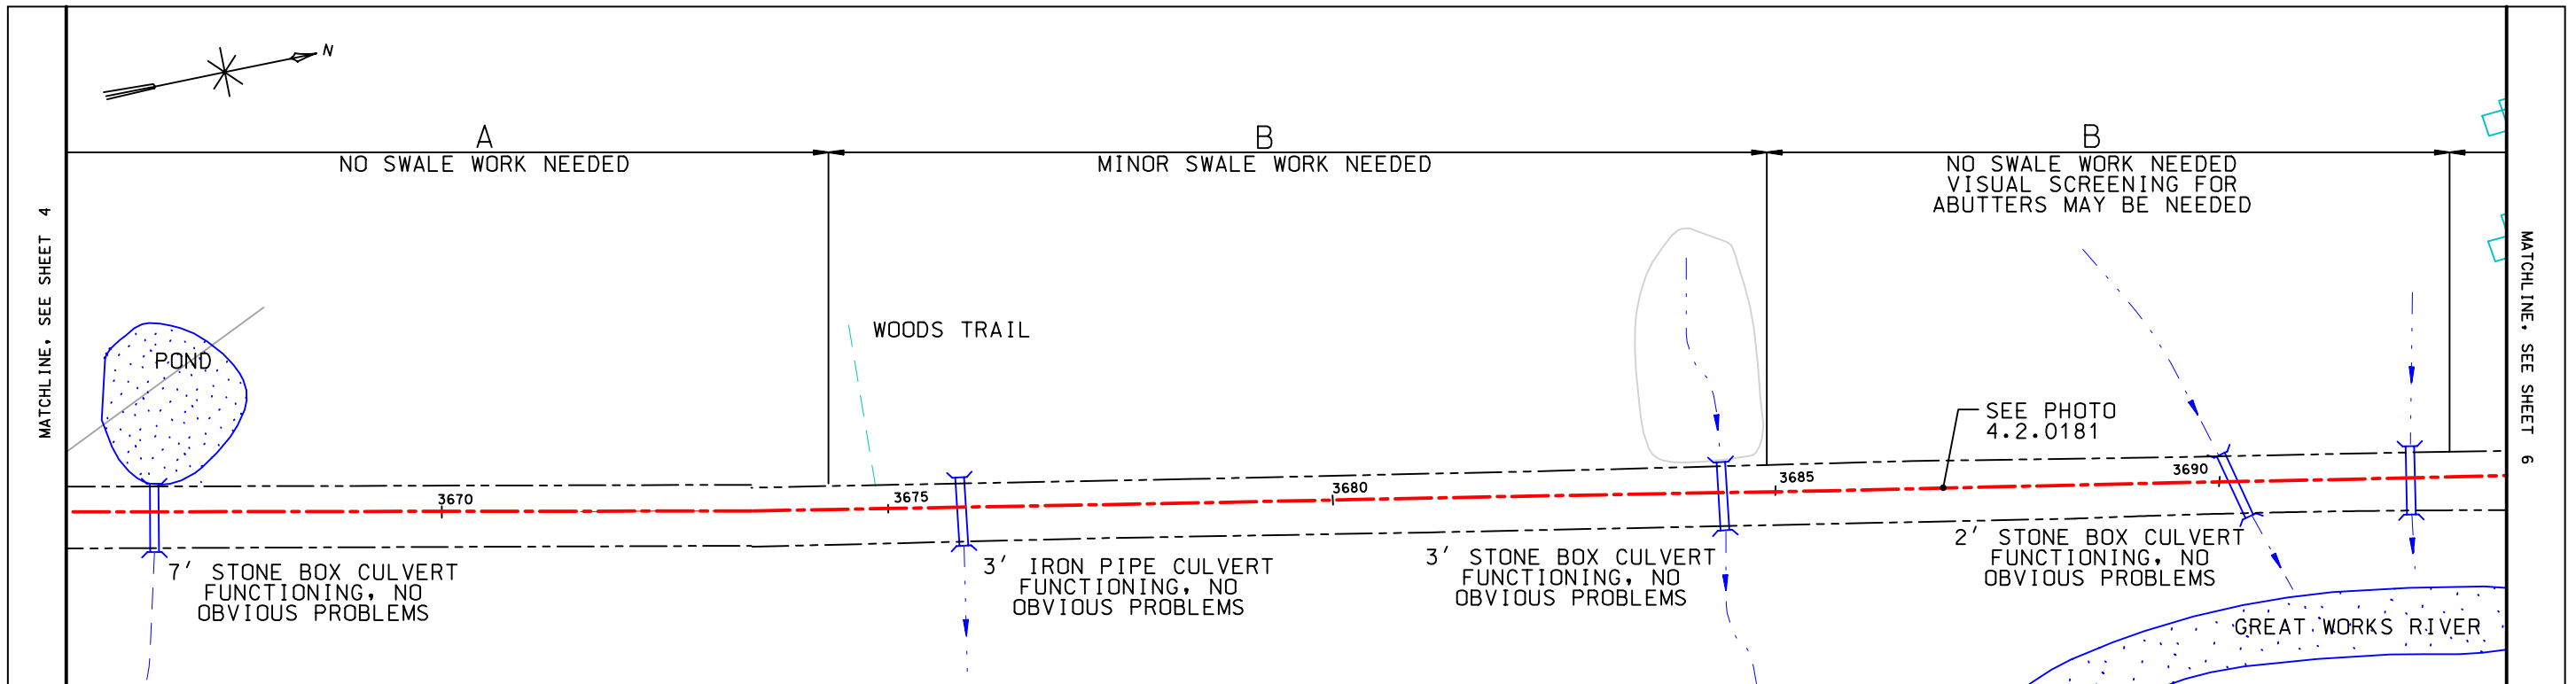 N
A
NO SWALE WORK NEEDED
B
MINOR SWALE WORK NEEDED
B
NO SWALE WORK NEEDED
VISUAL SCREENING FOR
ABUTTERS MAY BE NEEDED
MATCHLINE, SEE SHEET 4
MATCHLINE, SEE SHEET 6
POND
WOODS TRAIL
SEE PHOTO
4.2.0181
3670
3675
3680
3685
3690
7' STONE BOX CULVERT
FUNCTIONING, NO
OBVIOUS PROBLEMS
3' IRON PIPE CULVERT
FUNCTIONING, NO
OBVIOUS PROBLEMS
3' STONE BOX CULVERT
FUNCTIONING, NO
OBVIOUS PROBLEMS
2' STONE BOX CULVERT
FUNCTIONING, NO
OBVIOUS PROBLEMS
GREAT WORKS RIVER